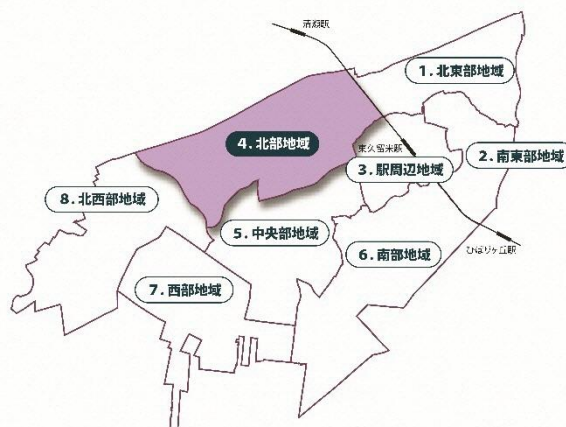 清瀬駅
1.北東部地域
4.北部地域
東久留米駅
2.南東部地域
3.駅周辺地域
8.北西部地域
5.中央部地域
6.南部地域
ひばりヶ丘駅
7.西部地域